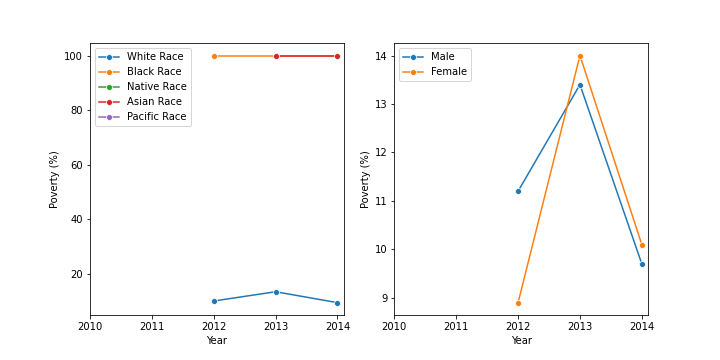 100
80
60
40
20
Poverty (%)
2010 2011 2012 2013 2014
Year
White Race
Black Race
Native Race
Asian Race
Pacific Race
14
13
12
11
10
9
Poverty (%)
2010 2011 2012 2013 2014
Year
Male
Female